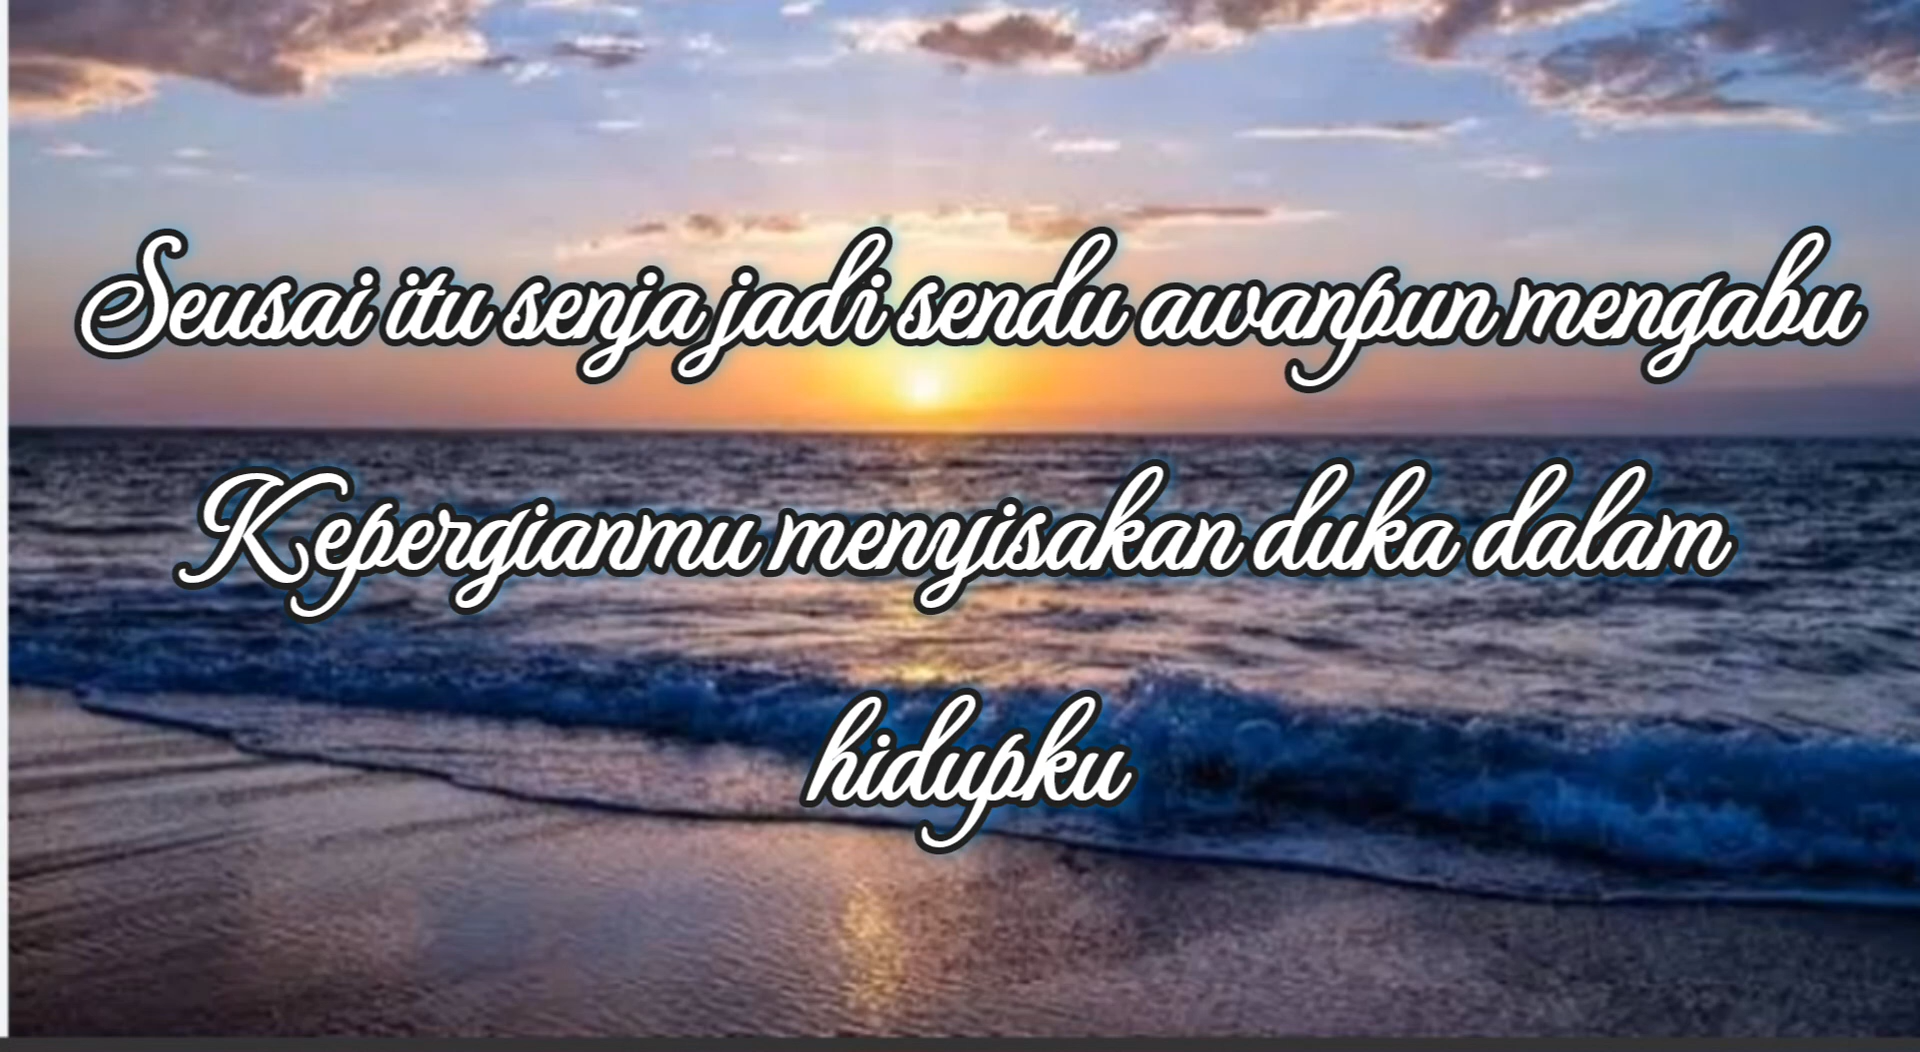 Seusai itu senja jadi sendu awanpun mengabu
Kepergianmu menyisakan duka dalam
hidupku